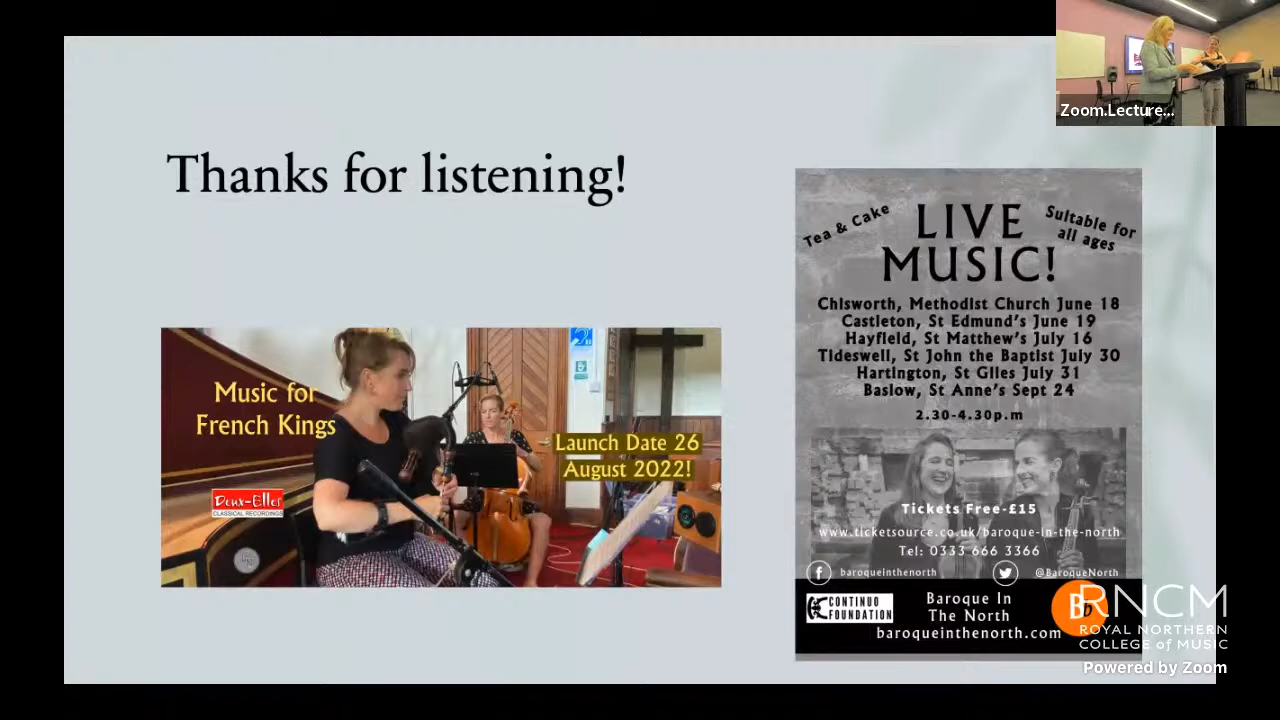 Zoom.Lecture...
Thanks for listening!
Music for
French Kings
Launch Date 26
August 2022!
Deux-Elles
CLASSICAL RECORDINGS
Tea & Cake
LIVE
MUSIC!
Suitable for
all ages
Chisworth, Methodist Church June 18
Castleton, St Edmund's June 19
Hayfield, St Matthew's July 16
Tideswell, St John the Baptist July 30
Hartington, St Giles July 31
Baslow, St Anne's Sept 24
2.30-4.30p.m
Tickets Free-£15
www.ticketsource.co.uk/baroque-in-the-north
Tel: 0333 666 3366
baroqueinthenorth
@BaroqueNorth
CONTINUO
FOUNDATION
Baroque In
The North
baroqueinthenorth.com
Bb
RNCM
ROYAL NORTHERN
COLLEGE of MUSIC
Powered by Zoom